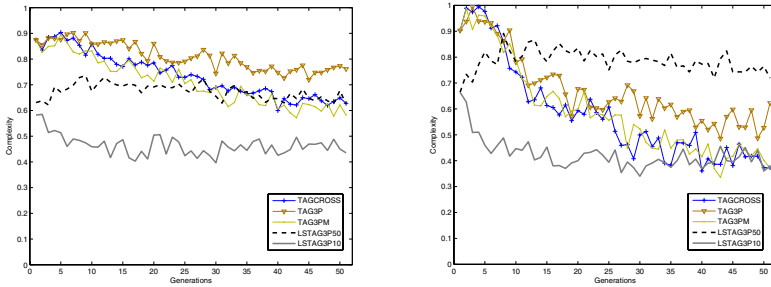 1
0.9
0.8
0.7
0.6
0.5
0.4
0.3
0.2
0.1
0
Complexity
0 5 10 15 20 25 30 35 40 45 50
Generations
TAGCROSS
TAG3P
TAG3PM
LSTAG3P50
LSTAG3P10
1
0.9
0.8
0.7
0.6
0.5
0.4
0.3
0.2
0.1
0
Complexity
0 5 10 15 20 25 30 35 40 45 50
Generations
TAGCROSS
TAG3P
TAG3PM
LSTAG3P50
LSTAG3P10